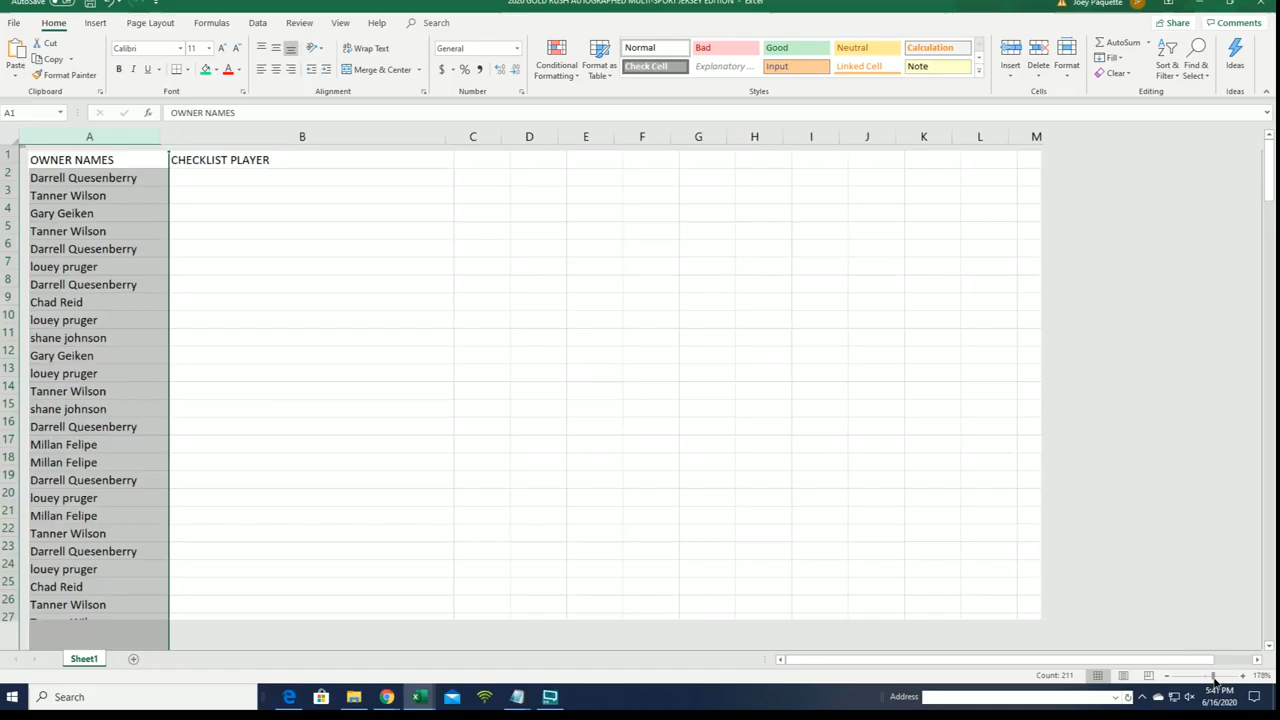 AutoSave Off 2020 GOLD RUSH AUTOGRAPHED MULTI-SPORT JERSEY EDITION - Excel Joey Paquette JP
File Home Insert Page Layout Formulas Data Review View Help Search Share Comments
Paste Cut Copy Format Painter Clipboard
Calibri 11 A A B I U A Font
Wrap Text Merge & Center Alignment
General $ % Number
Conditional Formatting Format as Table
Normal Bad Good Neutral Calculation
Check Cell Explanatory ... Input Linked Cell Note
Styles
Insert Delete Format Cells
AutoSum Fill Clear Sort & Filter Find & Select Editing
Ideas Ideas
A1 fx OWNER NAMES
A B C D E F G H I J K L M
1 OWNER NAMES CHECKLIST PLAYER
2 Darrell Quesenberry
3 Tanner Wilson
4 Gary Geiken
5 Tanner Wilson
6 Darrell Quesenberry
7 louey pruger
8 Darrell Quesenberry
9 Chad Reid
10 louey pruger
11 shane johnson
12 Gary Geiken
13 louey pruger
14 Tanner Wilson
15 shane johnson
16 Darrell Quesenberry
17 Millan Felipe
18 Millan Felipe
19 Darrell Quesenberry
20 louey pruger
21 Millan Felipe
22 Tanner Wilson
23 Darrell Quesenberry
24 louey pruger
25 Chad Reid
26 Tanner Wilson
27
Sheet1
Count: 211 178%
Search Address 5:41 PM
6/16/2020